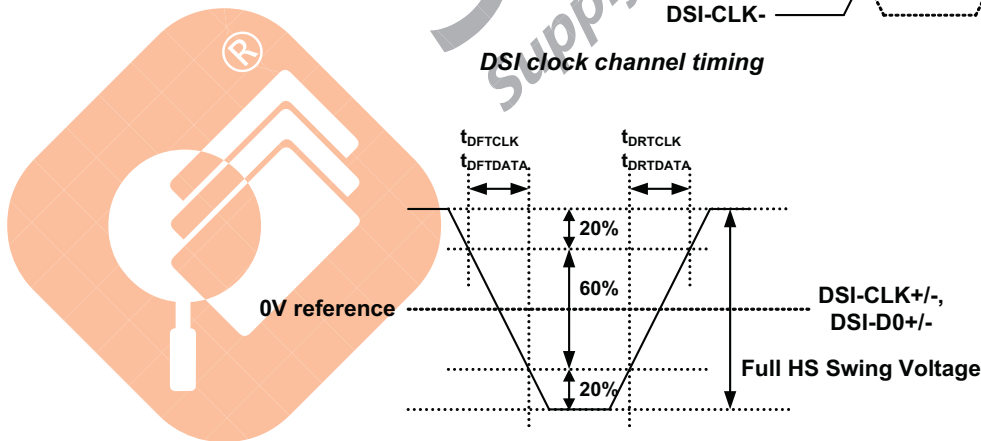 DSI-CLK-
Supply
DSI clock channel timing
®
tDFTCLK
tDFTDATA
tDRTCLK
tDRTDATA
20%
60%
0V reference
DSI-CLK+/-,
DSI-D0+/-
20%
Full HS Swing Voltage